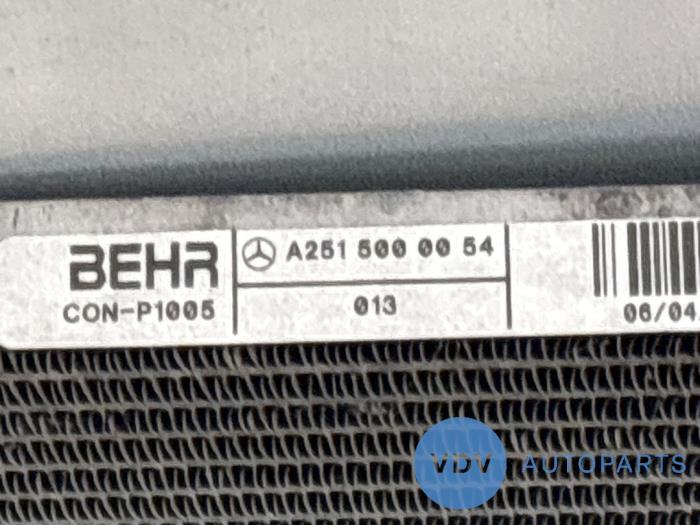 BEHR
CON-P1005
A251 500 00 54
013
06/04
VDV AUTOPARTS